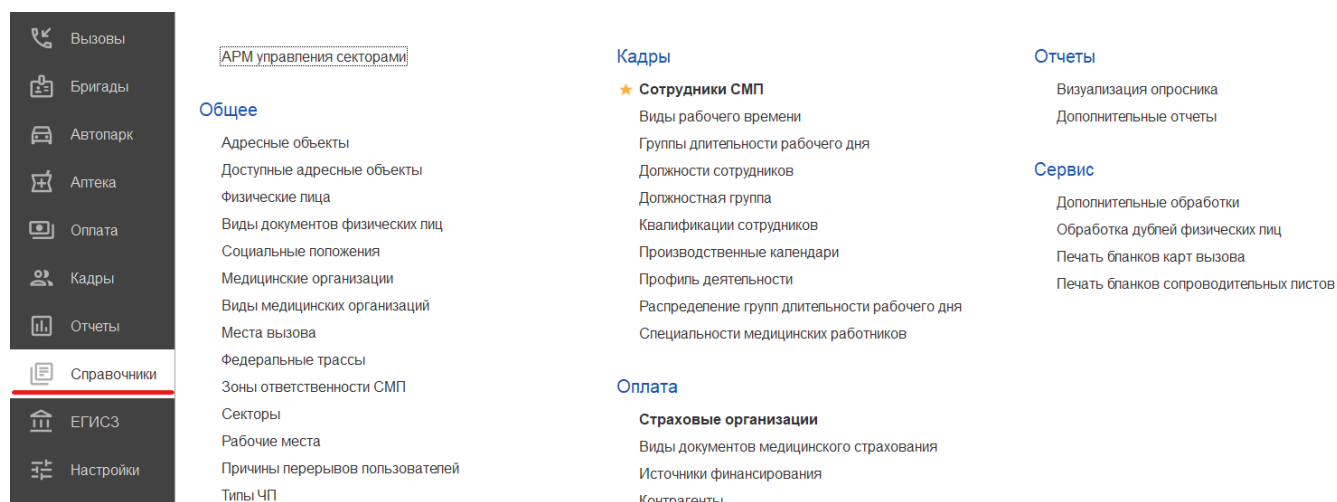 Вызовы
Бригады
Автопарк
Аптека
Оплата
Кадры
Отчеты
Справочники
ЕГИСЗ
Настройки
АРМ управления секторами
Общее
Адресные объекты
Доступные адресные объекты
Физические лица
Виды документов физических лиц
Социальные положения
Медицинские организации
Виды медицинских организаций
Места вызова
Федеральные трассы
Зоны ответственности СМП
Секторы
Рабочие места
Причины перерывов пользователей
Типы ЧП
Кадры
Сотрудники СМП
Виды рабочего времени
Группы длительности рабочего дня
Должности сотрудников
Должностная группа
Квалификации сотрудников
Производственные календари
Профиль деятельности
Распределение групп длительности рабочего дня
Специальности медицинских работников
Оплата
Страховые организации
Виды документов медицинского страхования
Источники финансирования
Контрагенты
Отчеты
Визуализация опросника
Дополнительные отчеты
Сервис
Дополнительные обработки
Обработка дублей физических лиц
Печать бланков карт вызова
Печать бланков сопроводительных листов